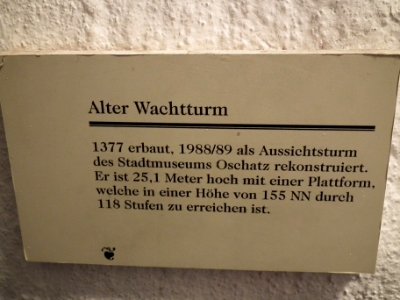 Alter Wachtturm
1377 erbaut, 1988/89 als Aussichtsturm
des Stadtmuseums Oschatz rekonstruiert.
Er ist 25,1 Meter hoch mit einer Plattform,
welche in einer Höhe von 155 NN durch
118 Stufen zu erreichen ist.